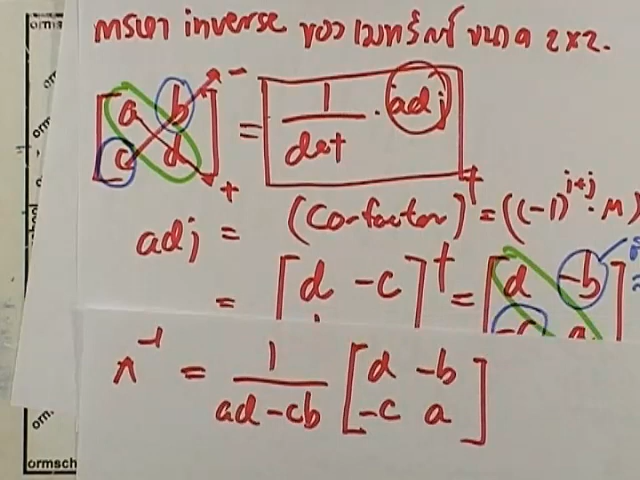 การหา inverse ของเมทริกซ์ ขนาด 2x2.
[a b
c d] - + = 1/det · adj
adj = (Co-factor)^t = ((-1)^{i+j} · M)
= [d -c]^t = [d -b
-c a]
A^-1 = 1/(ad-cb) [d -b
-c a]
ormsch